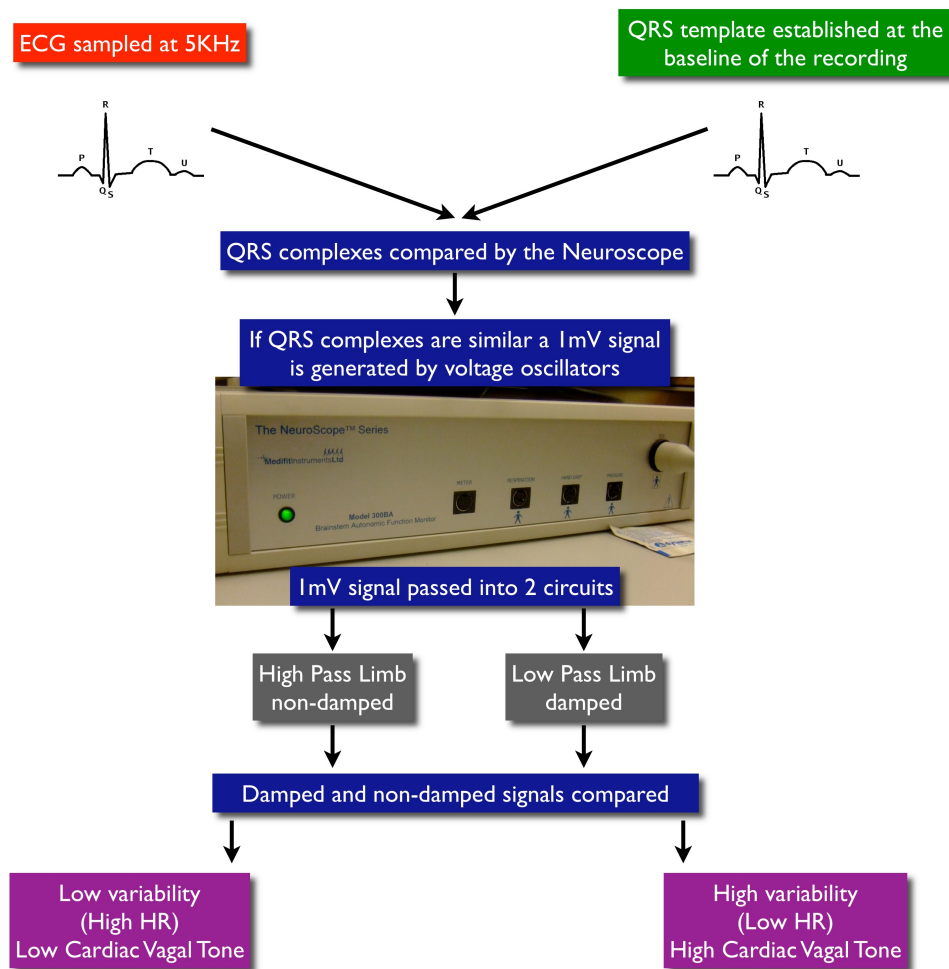 ECG sampled at 5KHz
QRS template established at the
baseline of the recording
R
P
T
U
Q
S
R
P
T
U
Q
S
QRS complexes compared by the Neuroscope
If QRS complexes are similar a 1mV signal
is generated by voltage oscillators
The NeuroScope™ Series
MedifitInstrumentsLtd
POWER
Model 300BA
Brainstem Autonomic Function Monitor
METER
RESPIRATION
1mV signal passed into 2 circuits
High Pass Limb
non-damped
Low Pass Limb
damped
Damped and non-damped signals compared
Low variability
(High HR)
Low Cardiac Vagal Tone
High variability
(Low HR)
High Cardiac Vagal Tone